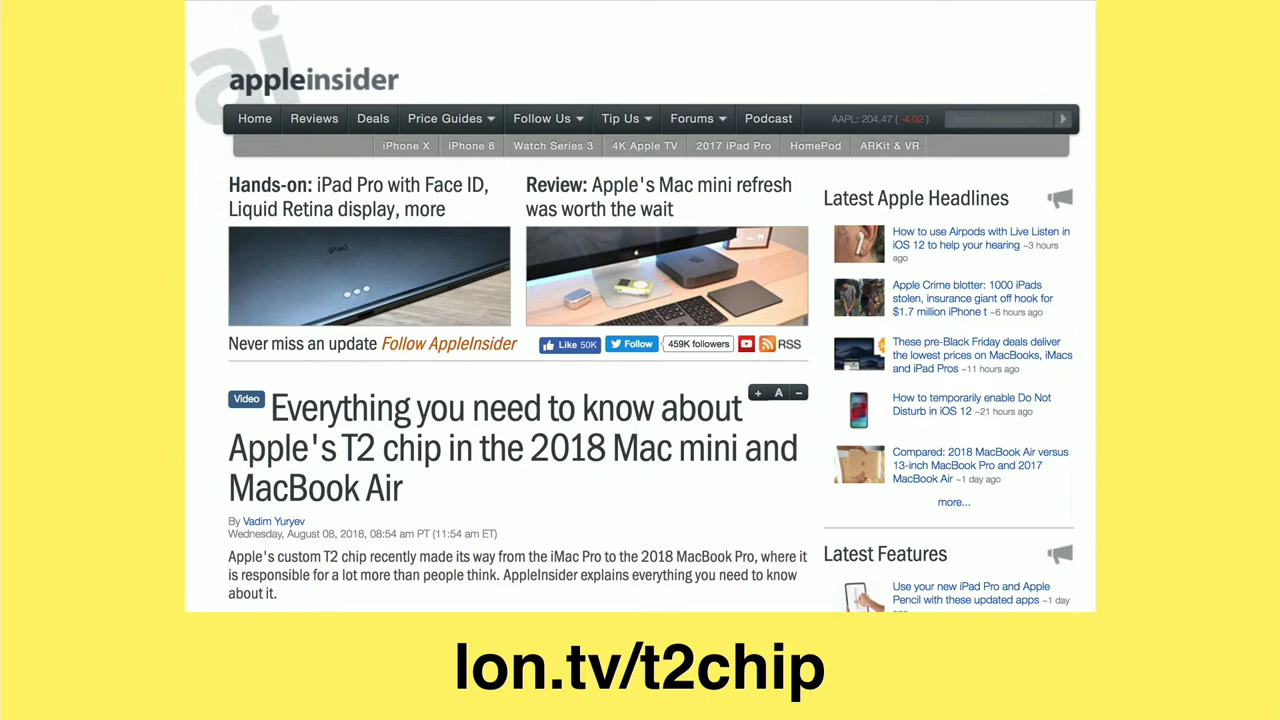 ai
appleinsider
Home Reviews Deals Price Guides Follow Us Tip Us Forums Podcast AAPL: 204.47 ( -4.02 )
iPhone X iPhone 8 Watch Series 3 4K Apple TV 2017 iPad Pro HomePod ARKit & VR
Hands-on: iPad Pro with Face ID,
Liquid Retina display, more
iPad
Review: Apple's Mac mini refresh
was worth the wait
Never miss an update Follow AppleInsider
Like 50K Follow 459K followers RSS
Video
+ A −
Everything you need to know about
Apple's T2 chip in the 2018 Mac mini and
MacBook Air
By Vadim Yuryev
Wednesday, August 08, 2018, 08:54 am PT (11:54 am ET)
Apple's custom T2 chip recently made its way from the iMac Pro to the 2018 MacBook Pro, where it
is responsible for a lot more than people think. AppleInsider explains everything you need to know
about it.
Latest Apple Headlines
How to use Airpods with Live Listen in
iOS 12 to help your hearing ~3 hours
ago
Apple Crime blotter: 1000 iPads
stolen, insurance giant off hook for
$1.7 million iPhone t ~6 hours ago
These pre-Black Friday deals deliver
the lowest prices on MacBooks, iMacs
and iPad Pros ~11 hours ago
How to temporarily enable Do Not
Disturb in iOS 12 ~21 hours ago
Compared: 2018 MacBook Air versus
13-inch MacBook Pro and 2017
MacBook Air ~1 day ago
more...
Latest Features
Use your new iPad Pro and Apple
Pencil with these updated apps ~1 day
lon.tv/t2chip